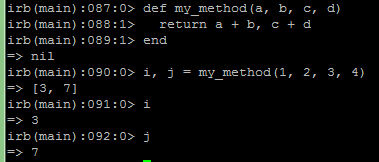 irb(main):087:0> def my_method(a, b, c, d)
irb(main):088:1>   return a + b, c + d
irb(main):089:1> end
=> nil
irb(main):090:0> i, j = my_method(1, 2, 3, 4)
=> [3, 7]
irb(main):091:0> i
=> 3
irb(main):092:0> j
=> 7